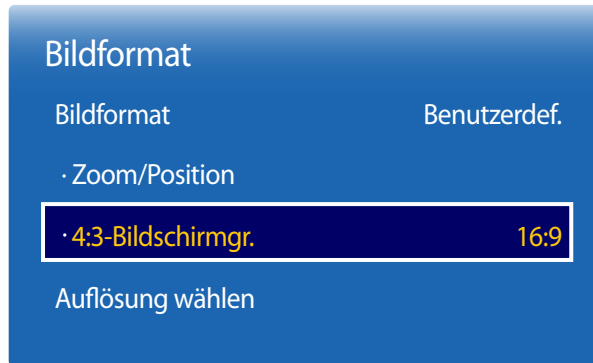 Bildformat
Bildformat Benutzerdef.
· Zoom/Position
· 4:3-Bildschirmgr. 16:9
Auflösung wählen